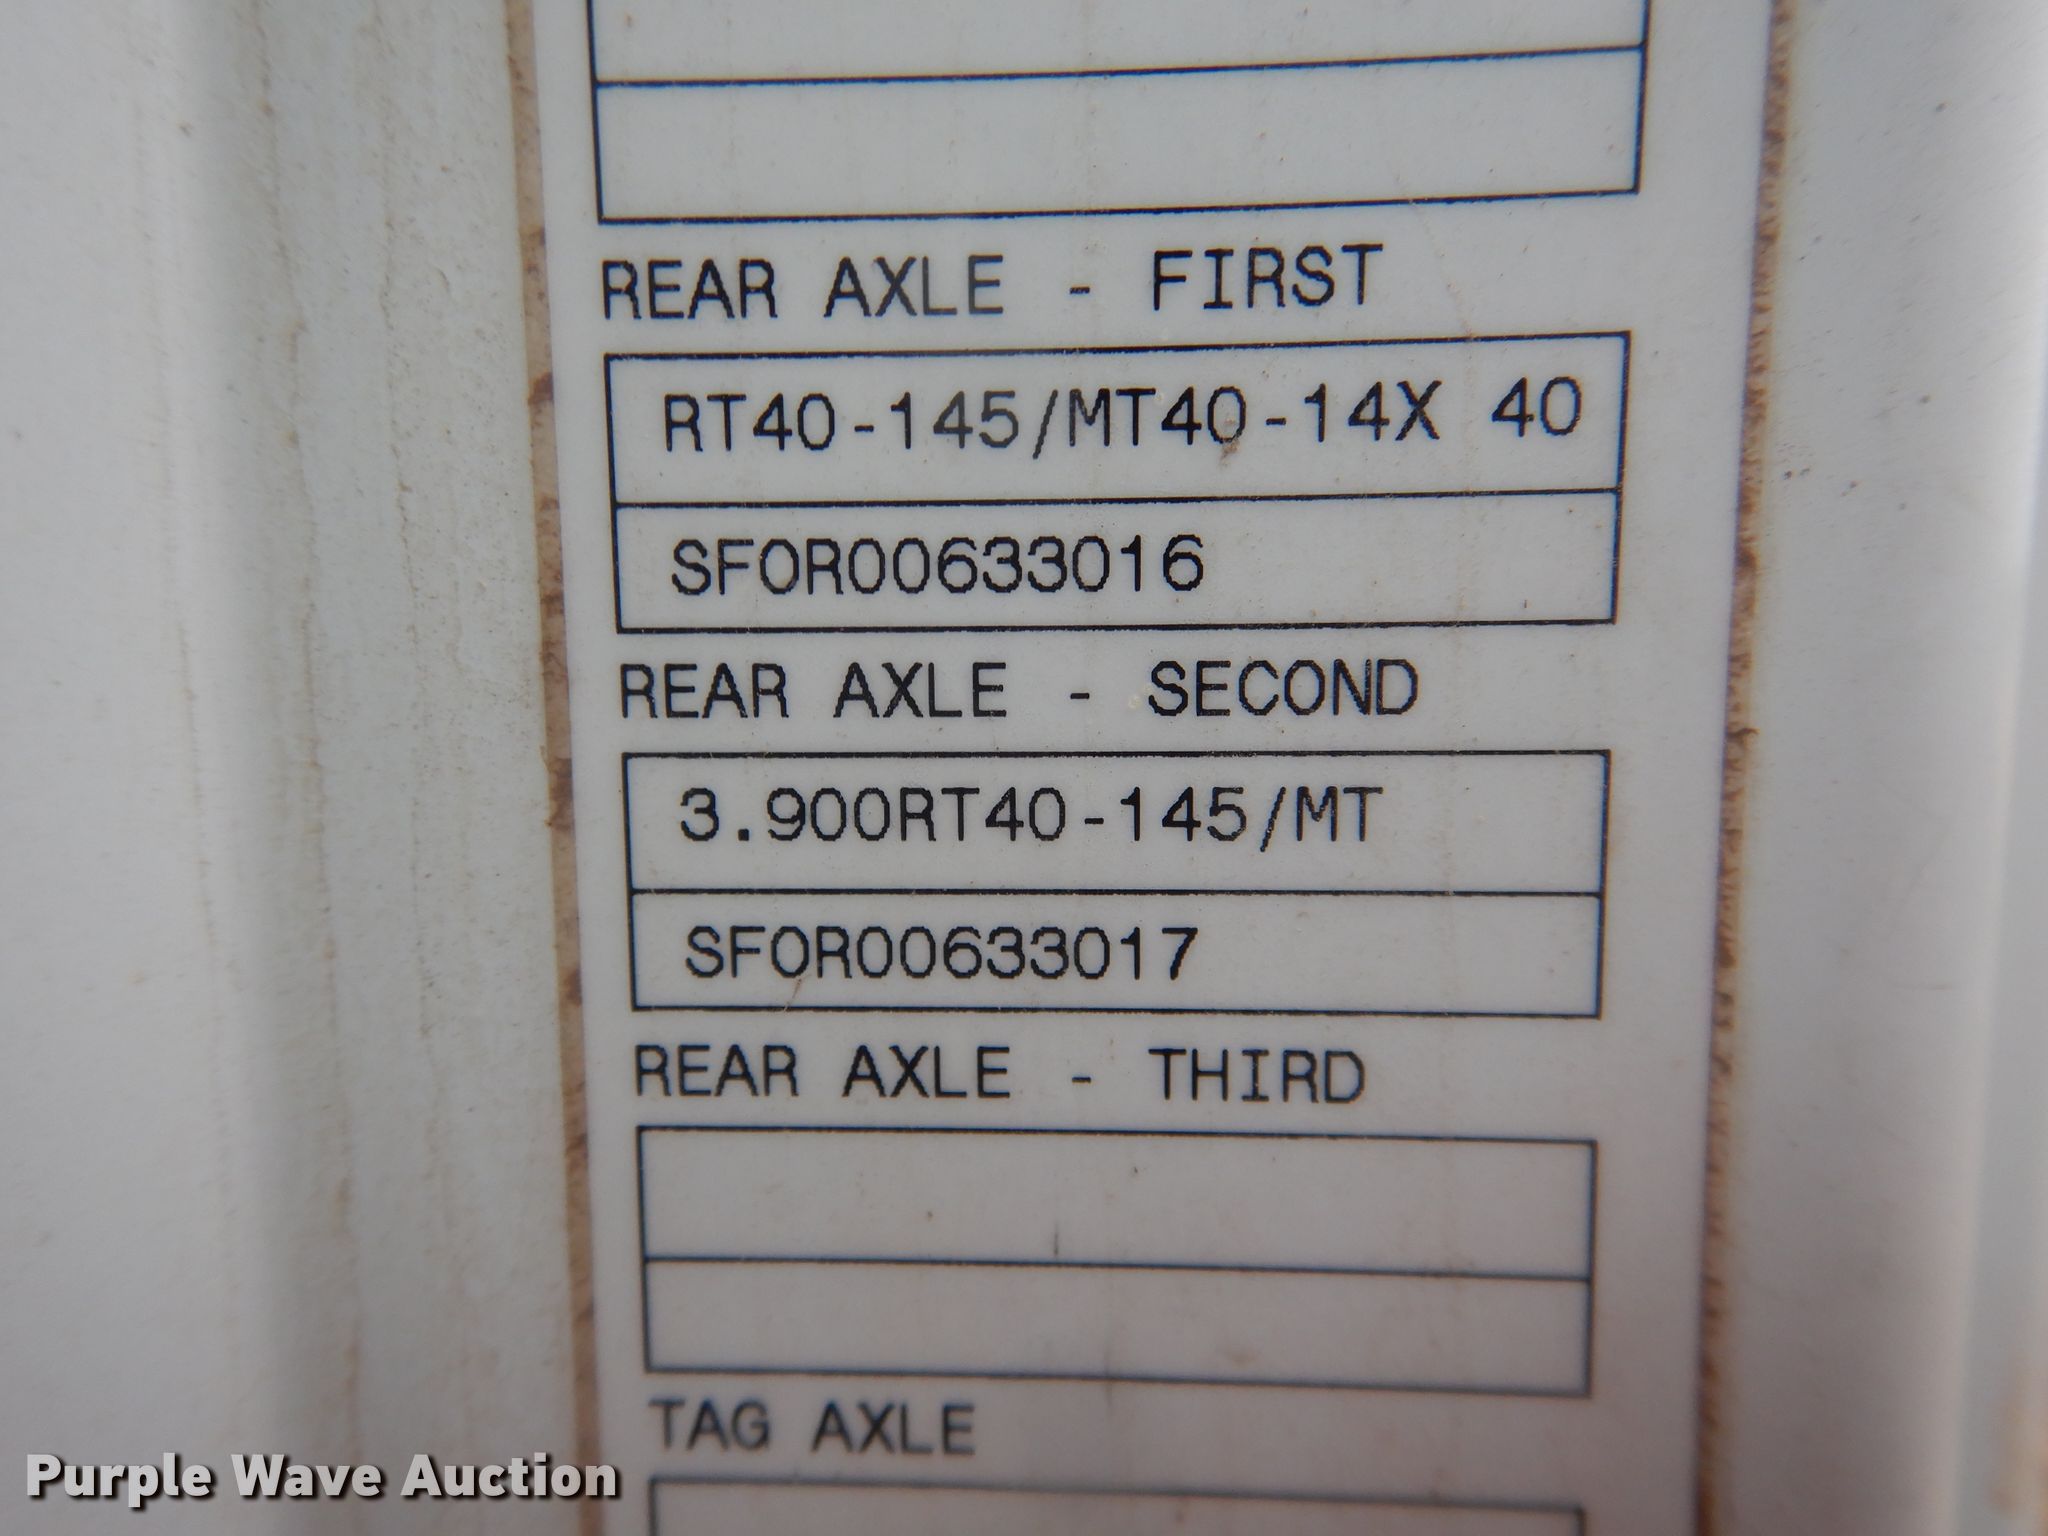 REAR AXLE - FIRST
RT40-145/MT40-14X 40
SF0R00633016
REAR AXLE - SECOND
3.900RT40-145/MT
SF0R00633017
REAR AXLE - THIRD
TAG AXLE
Purple Wave Auction